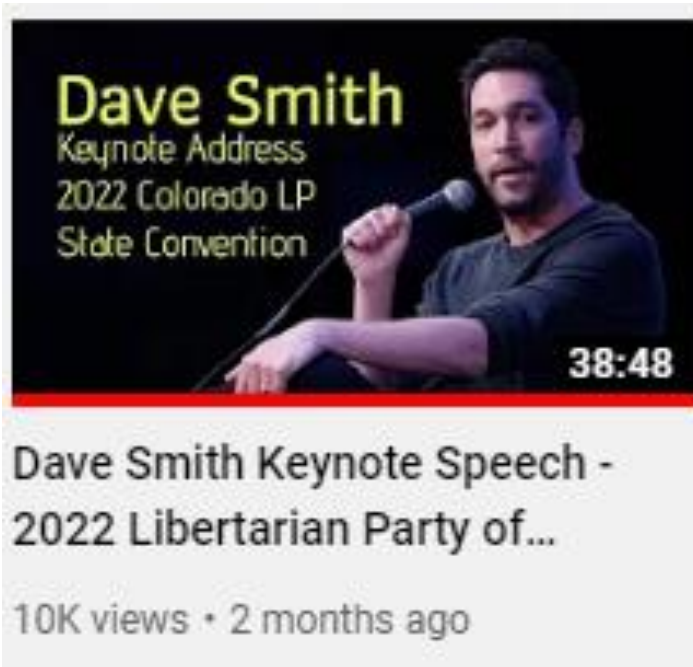 Dave Smith
Keynote Address
2022 Colorado LP
State Convention
38:48
Dave Smith Keynote Speech -
2022 Libertarian Party of...
10K views • 2 months ago